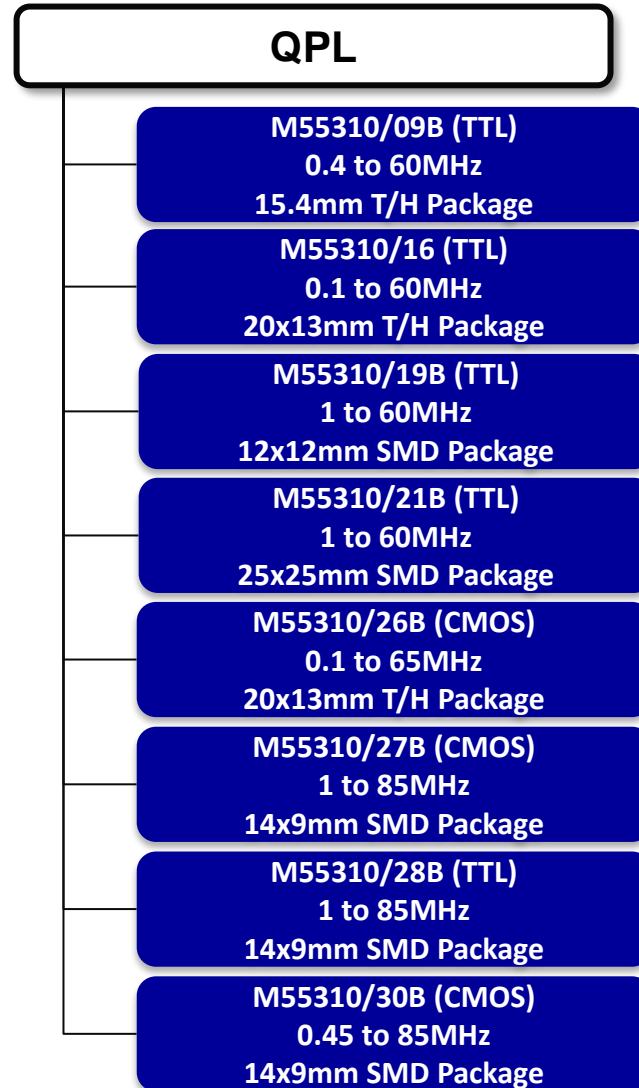 QPL
M55310/09B (TTL)
0.4 to 60MHz
15.4mm T/H Package
M55310/16 (TTL)
0.1 to 60MHz
20x13mm T/H Package
M55310/19B (TTL)
1 to 60MHz
12x12mm SMD Package
M55310/21B (TTL)
1 to 60MHz
25x25mm SMD Package
M55310/26B (CMOS)
0.1 to 65MHz
20x13mm T/H Package
M55310/27B (CMOS)
1 to 85MHz
14x9mm SMD Package
M55310/28B (TTL)
1 to 85MHz
14x9mm SMD Package
M55310/30B (CMOS)
0.45 to 85MHz
14x9mm SMD Package